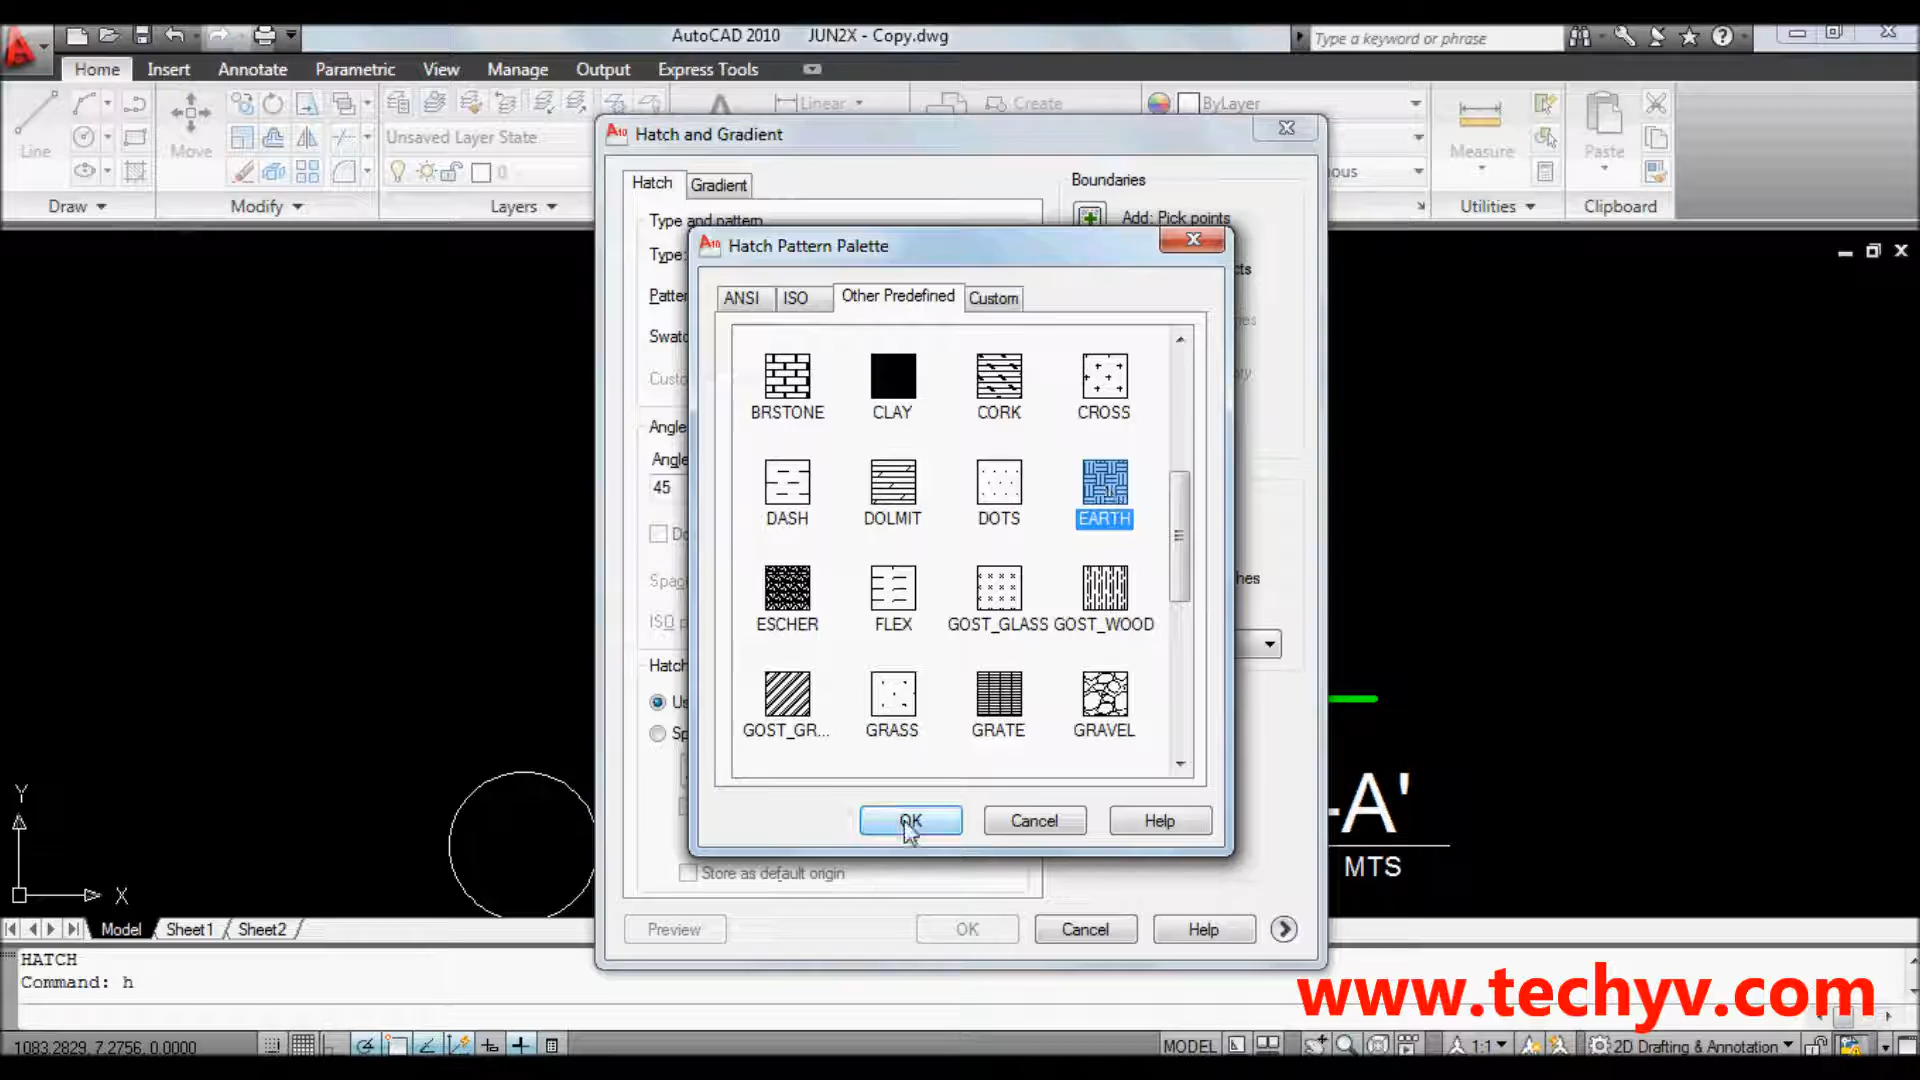 AutoCAD 2010 JUN2X - Copy.dwg
Type a keyword or phrase
Home Insert Annotate Parametric View Manage Output Express Tools
Linear Create ByLayer
Unsaved Layer State
Line Move Measure Paste
0
Draw Modify Layers Utilities Clipboard
Hatch and Gradient
Hatch Gradient
Boundaries
Type and pattern
Add: Pick points
Type:
Hatch Pattern Palette
ANSI ISO Other Predefined Custom
BRSTONE CLAY CORK CROSS
DASH DOLMIT DOTS EARTH
ESCHER FLEX GOST_GLASS GOST_WOOD
GOST_GR... GRASS GRATE GRAVEL
OK Cancel Help
45
ISO
Store as default origin
Preview OK Cancel Help
-A'
MTS
Y
X
Model Sheet1 Sheet2
HATCH
Command: h
www.techyv.com
1083.2829, 7.2756, 0.0000
MODEL 1:1 2D Drafting & Annotation